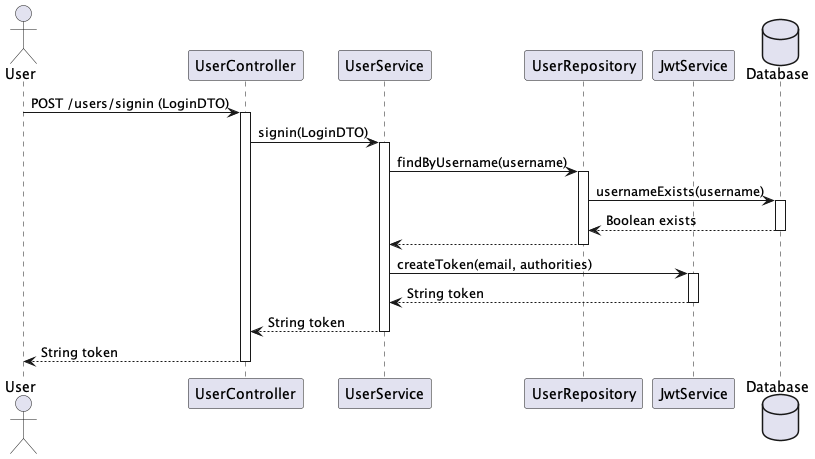 User
UserController
UserService
UserRepository
JwtService
Database
POST /users/signin (LoginDTO)
signin(LoginDTO)
findByUsername(username)
usernameExists(username)
Boolean exists
createToken(email, authorities)
String token
String token
String token
User
UserController
UserService
UserRepository
JwtService
Database